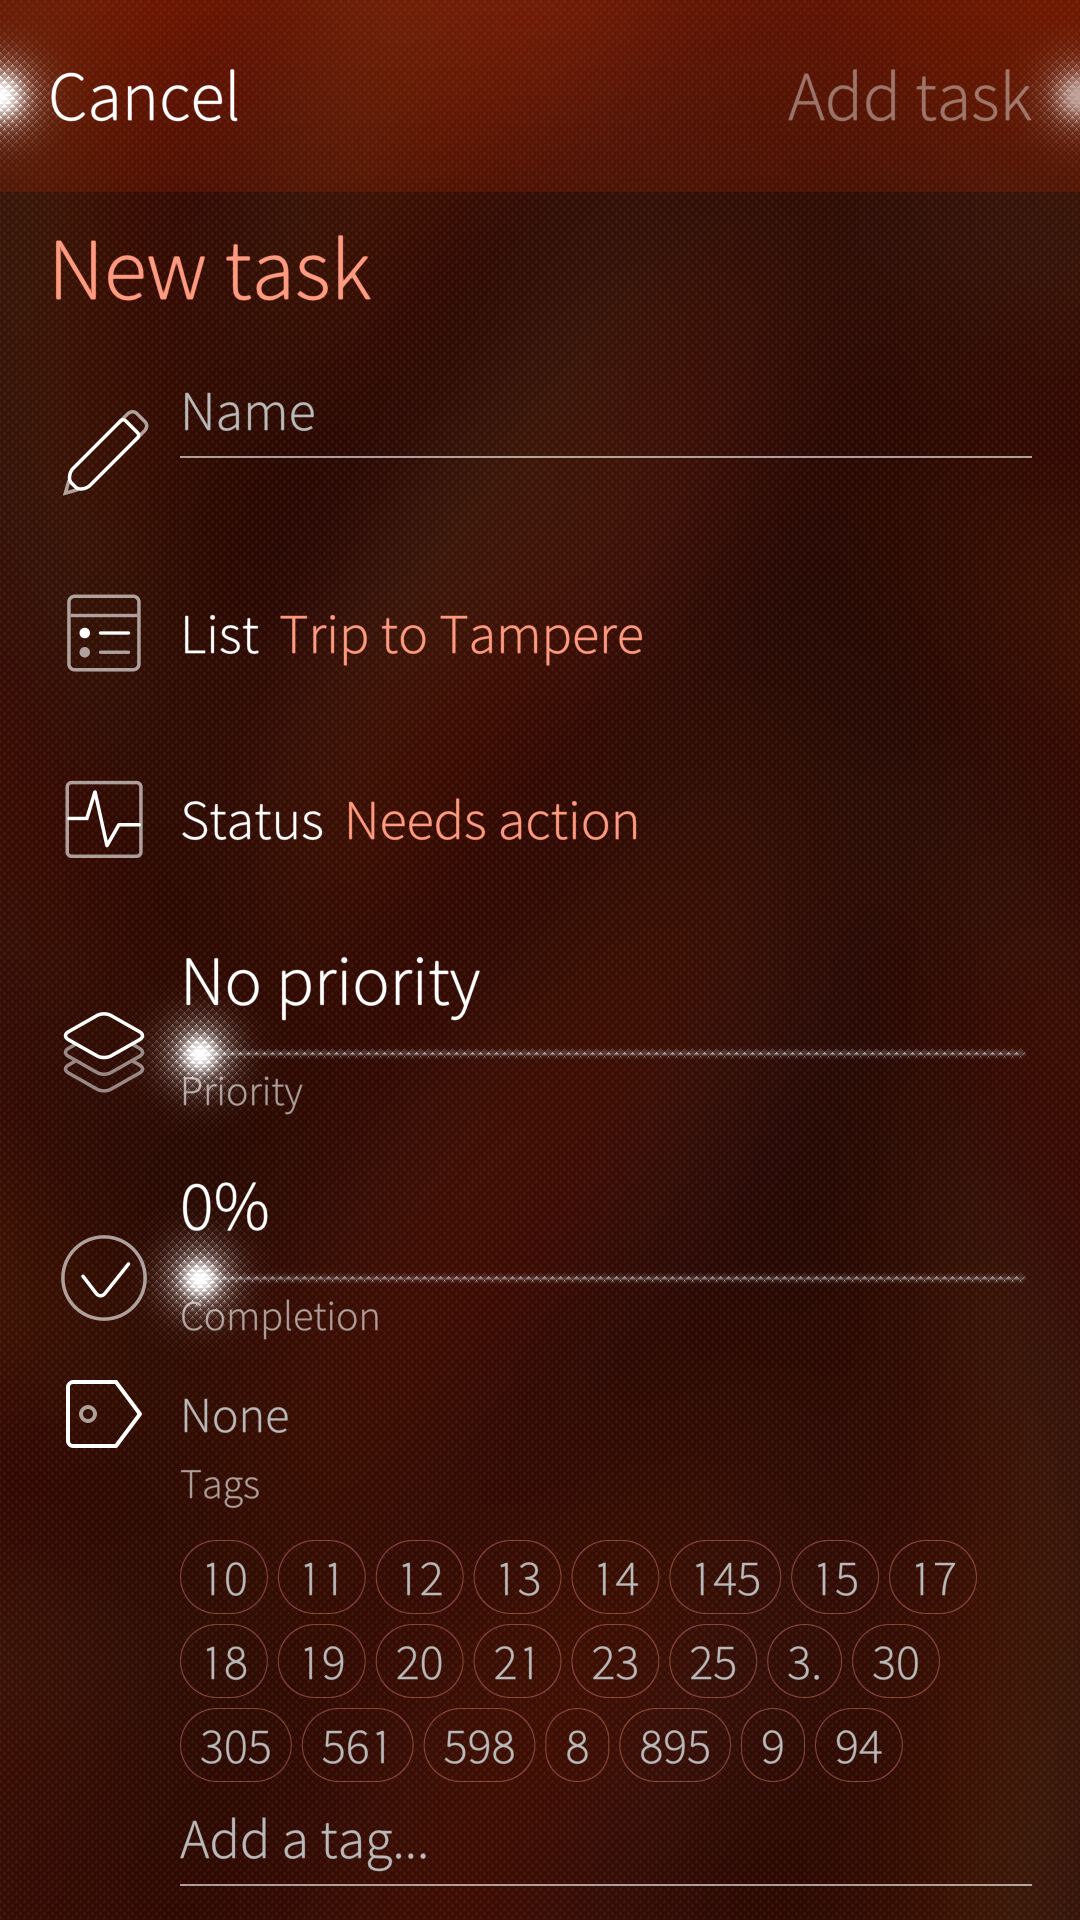 Cancel Add task
New task
Name
List Trip to Tampere
Status Needs action
No priority
Priority
0%
Completion
None
Tags
10 11 12 13 14 145 15 17
18 19 20 21 23 25 3. 30
305 561 598 8 895 9 94
Add a tag...